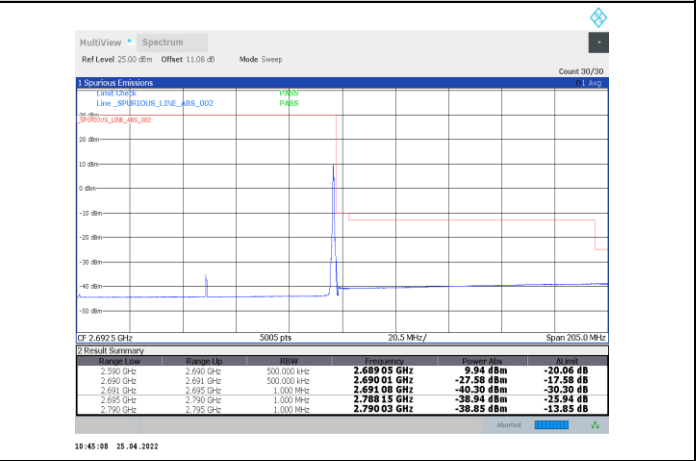 MultiView Spectrum
Ref Level 25.00 dBm Offset 11.08 dB Mode Sweep
Count 30/30
1 Spurious Emissions 1 Avg
Limit Check PASS
Line _SPURIOUS_LINE_ABS_002 PASS
_SPURIOUS_LINE_ABS_002
20 dBm
10 dBm
0 dBm
-10 dBm
-20 dBm
-30 dBm
-40 dBm
-50 dBm
CF 2.6925 GHz 5005 pts 20.5 MHz/ Span 205.0 MHz
2 Result Summary
Range Low Range Up RBW Frequency Power Abs ΔLimit
2.590 GHz 2.690 GHz 500.000 kHz 2.689 05 GHz 9.94 dBm -20.06 dB
2.690 GHz 2.691 GHz 500.000 kHz 2.690 01 GHz -27.58 dBm -17.58 dB
2.691 GHz 2.695 GHz 1.000 MHz 2.691 08 GHz -40.30 dBm -30.30 dB
2.695 GHz 2.790 GHz 1.000 MHz 2.788 15 GHz -38.94 dBm -25.94 dB
2.790 GHz 2.795 GHz 1.000 MHz 2.790 03 GHz -38.85 dBm -13.85 dB
Aborted
10:45:08 25.04.2022